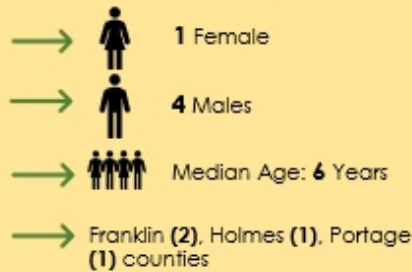 1 Female
4 Males
Median Age: 6 Years
Franklin (2), Holmes (1), Portage
(1) counties